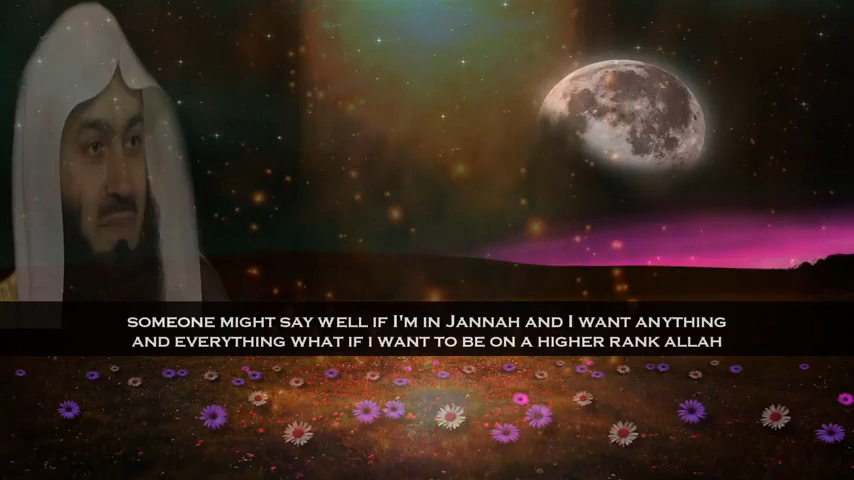 SOMEONE MIGHT SAY WELL IF I'M IN JANNAH AND I WANT ANYTHING
AND EVERYTHING WHAT IF I WANT TO BE ON A HIGHER RANK ALLAH